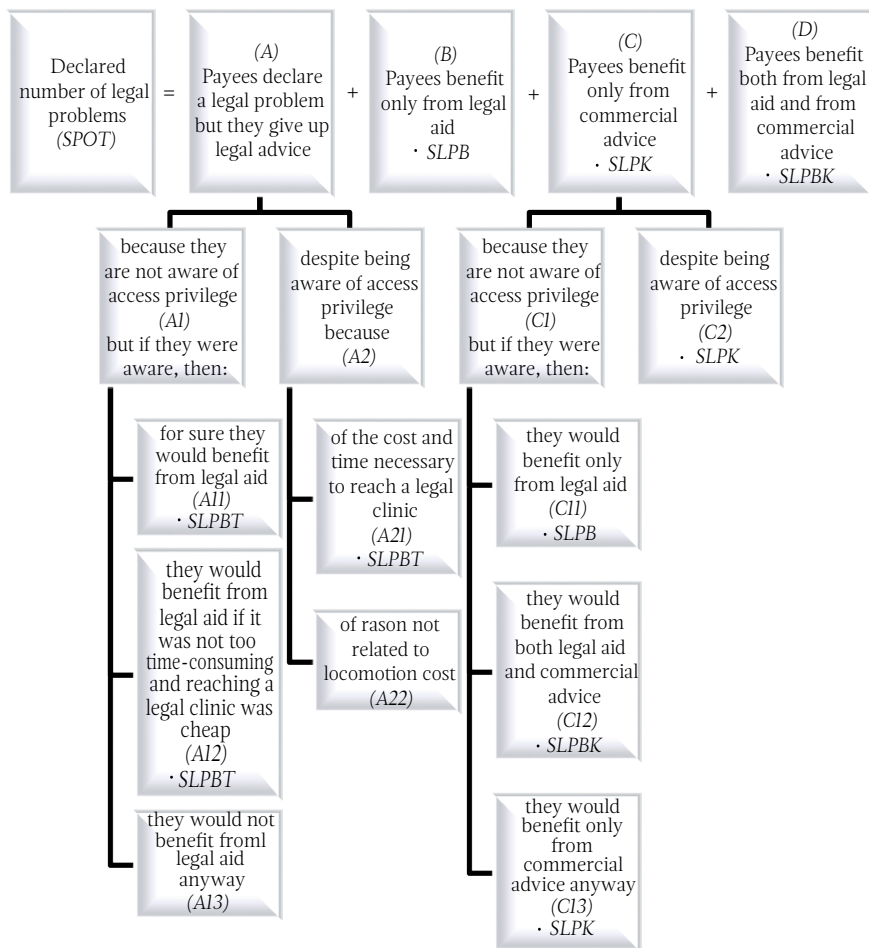 Declared
number of legal
problems
(SPOT)
=
(A)
Payees declare
a legal problem
but they give up
legal advice
+
(B)
Payees benefit
only from legal
aid
· SLPB
+
(C)
Payees benefit
only from
commercial
advice
· SLPK
+
(D)
Payees benefit
both from legal
aid and from
commercial
advice
· SLPBK
because they
are not aware of
access privilege
(A1)
but if they were
aware, then:
despite being
aware of access
privilege
because
(A2)
because they
are not aware of
access privilege
(C1)
but if they were
aware, then:
despite being
aware of access
privilege
(C2)
· SLPK
for sure they
would benefit
from legal aid
(A11)
· SLPBT
they would
benefit from
legal aid if it
was not too
time-consuming
and reaching a
legal clinic was
cheap
(A12)
· SLPBT
they would not
benefit froml
legal aid
anyway
(A13)
of the cost and
time necessary
to reach a legal
clinic
(A21)
· SLPBT
of rason not
related to
locomotion cost
(A22)
they would
benefit only
from legal aid
(C11)
· SLPB
they would
benefit from
both legal aid
and commercial
advice
(C12)
· SLPBK
they would
benefit only
from
commercial
advice anyway
(C13)
· SLPK